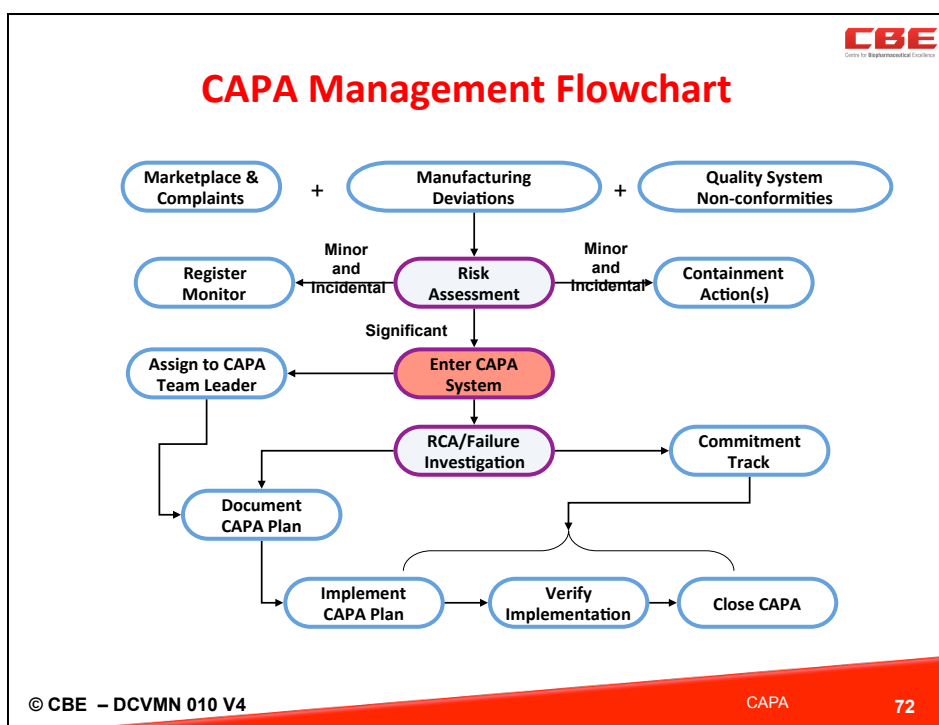 CBE
Centre for Biopharmaceutical Excellence
CAPA Management Flowchart
Marketplace &
Complaints
+
Manufacturing
Deviations
+
Quality System
Non-conformities
Register
Monitor
Minor
and
Incidental
Risk
Assessment
Minor
and
Incidental
Containment
Action(s)
Significant
Assign to CAPA
Team Leader
Enter CAPA
System
RCA/Failure
Investigation
Commitment
Track
Document
CAPA Plan
Implement
CAPA Plan
Verify
Implementation
Close CAPA
© CBE – DCVMN 010 V4
CAPA
72